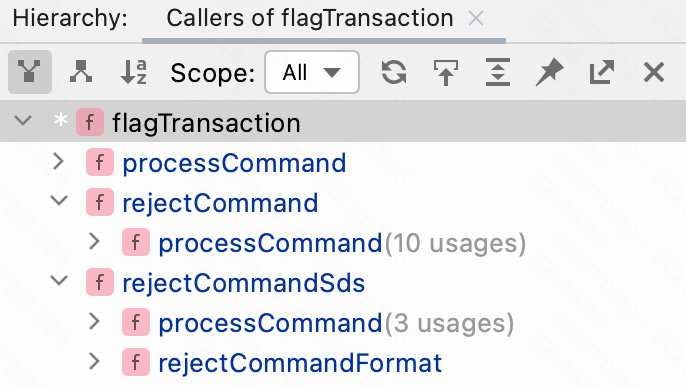 Hierarchy: Callers of flagTransaction
Scope: All
* f flagTransaction
f processCommand
f rejectCommand
f processCommand(10 usages)
f rejectCommandSds
f processCommand(3 usages)
f rejectCommandFormat